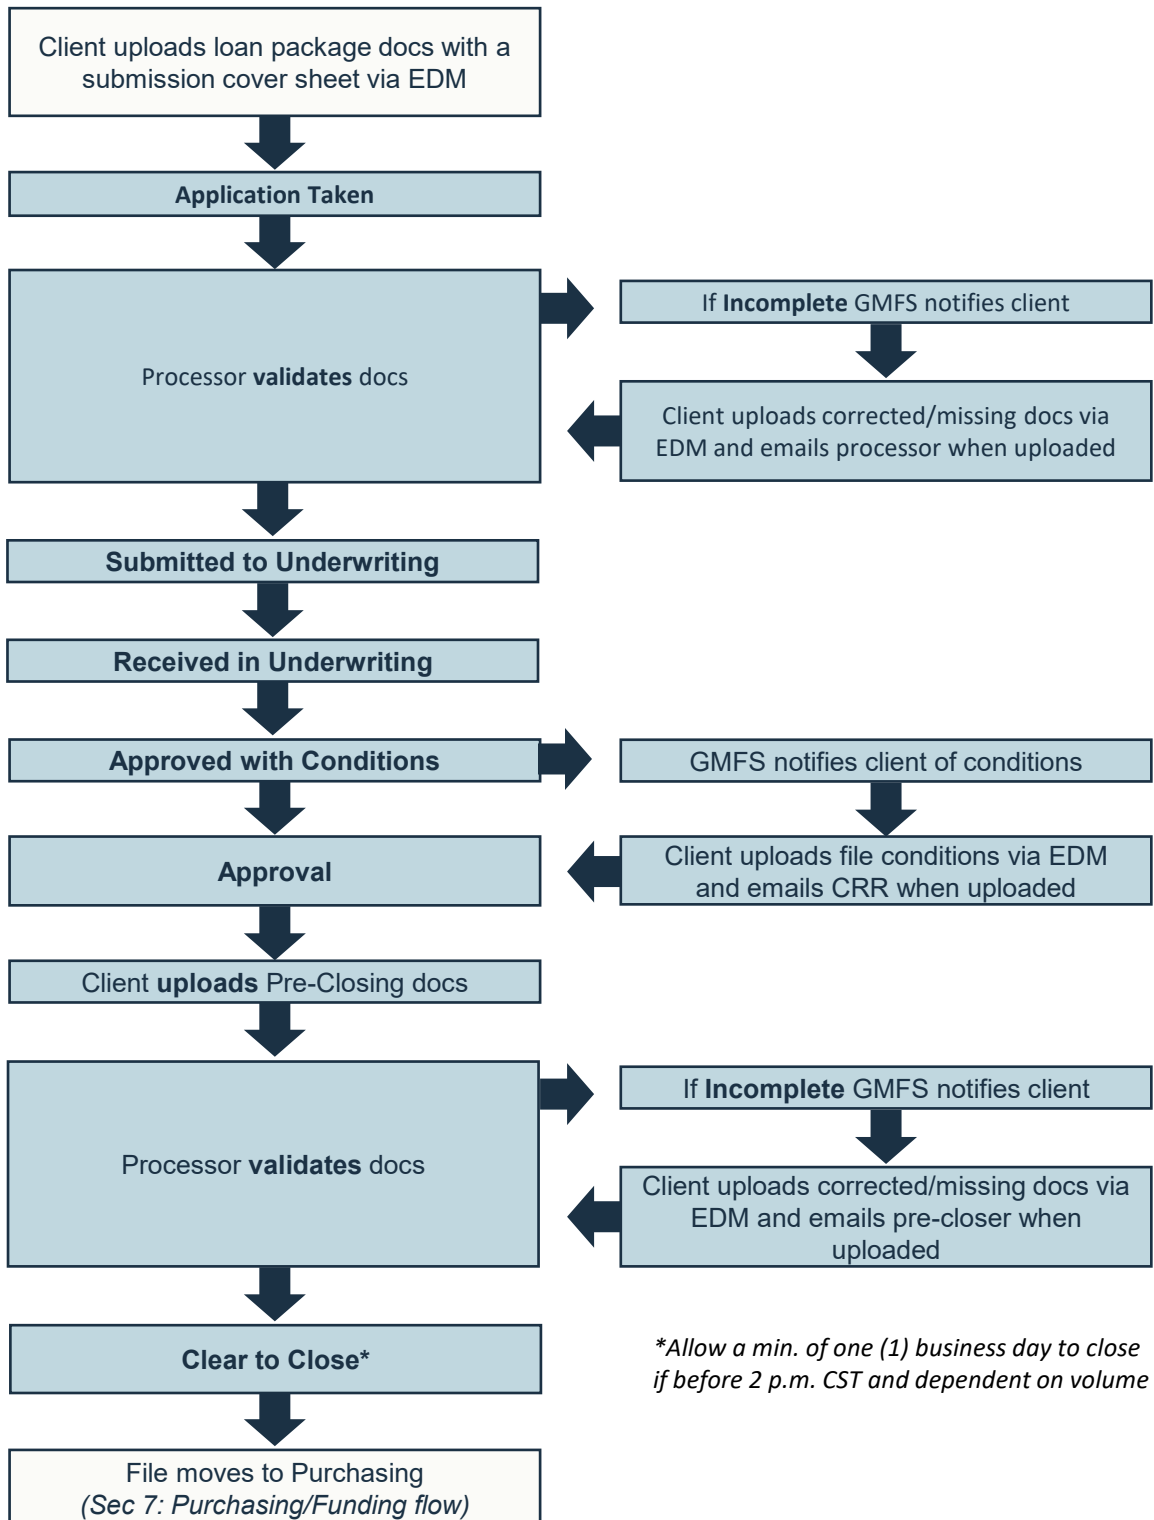 Client uploads loan package docs with a
submission cover sheet via EDM
Application Taken
Processor validates docs
If Incomplete GMFS notifies client
Client uploads corrected/missing docs via
EDM and emails processor when uploaded
Submitted to Underwriting
Received in Underwriting
Approved with Conditions
GMFS notifies client of conditions
Approval
Client uploads file conditions via EDM
and emails CRR when uploaded
Client uploads Pre-Closing docs
Processor validates docs
If Incomplete GMFS notifies client
Client uploads corrected/missing docs via
EDM and emails pre-closer when
uploaded
Clear to Close*
*Allow a min. of one (1) business day to close
if before 2 p.m. CST and dependent on volume
File moves to Purchasing
(Sec 7: Purchasing/Funding flow)